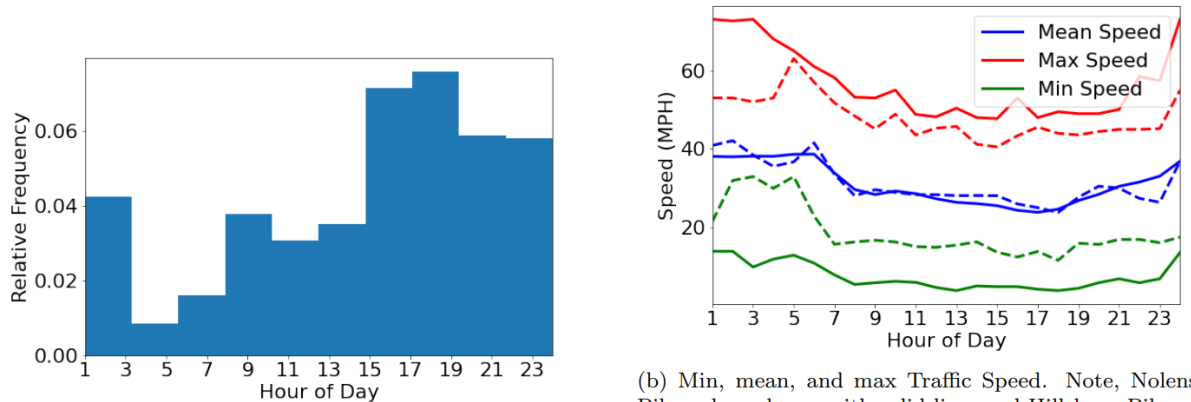 Relative Frequency
0.06
0.04
0.02
0.00
1 3 5 7 9 11 13 15 17 19 21 23
Hour of Day
Speed (MPH)
60
40
20
Mean Speed
Max Speed
Min Speed
1 3 5 7 9 11 13 15 17 19 21 23
Hour of Day
(b) Min, mean, and max Traffic Speed. Note, Nolens